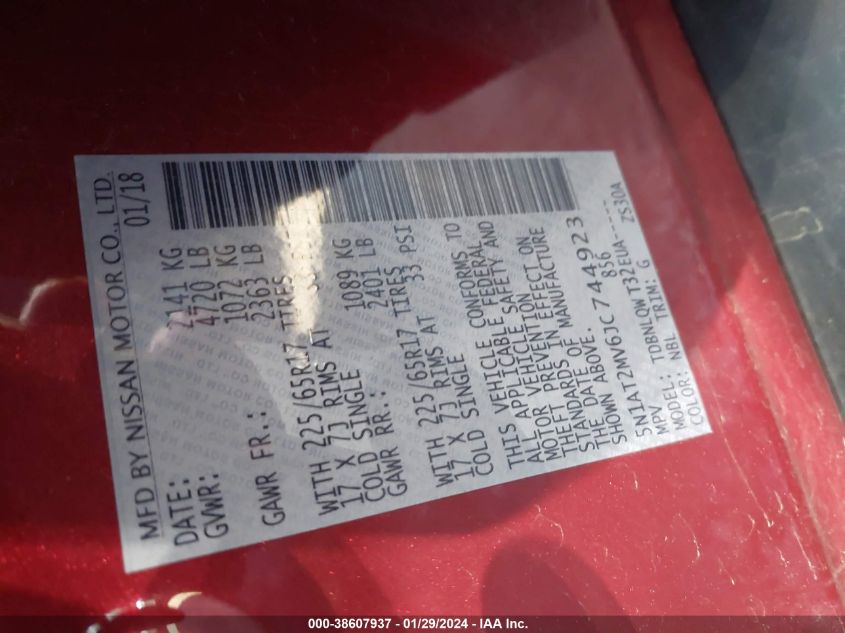 MFD BY NISSAN MOTOR CO., LTD.
DATE: 01/18
GVWR: 2141 KG
4720 LB
GAWR FR.: 1072 KG
2363 LB
WITH 225/65R17 TIRES
17 X 7J RIMS AT 33
COLD SINGLE
GAWR RR.: 1089 KG
2401 LB
WITH 225/65R17 TIRES
17 X 7J RIMS AT 33 PSI
COLD SINGLE
THIS VEHICLE CONFORMS TO
ALL APPLICABLE FEDERAL
MOTOR VEHICLE SAFETY AND
THEFT PREVENTION
STANDARDS IN EFFECT ON
THE DATE OF MANUFACTURE
SHOWN ABOVE.
5N1AT2MV6JC744923
MPV 856
MODEL: TDBNLQW T32EUA-----
COLOR: NBL TRIM: G ZS30A
000-38607937 - 01/29/2024 - IAA Inc.